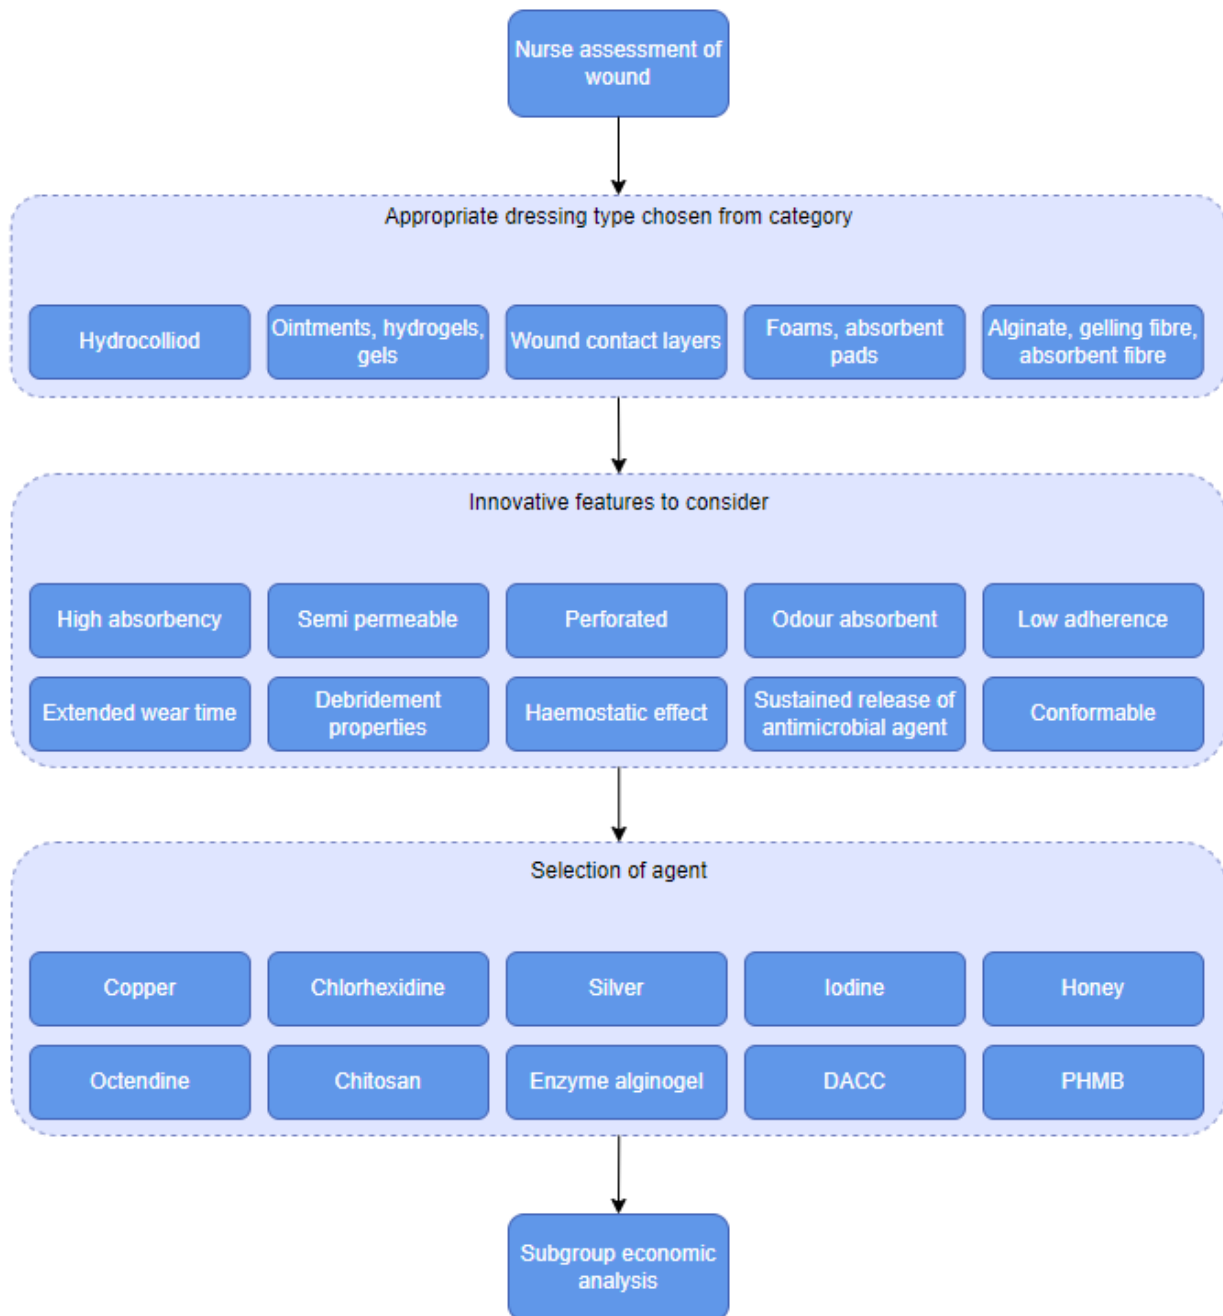 Nurse assessment of
wound
Appropriate dressing type chosen from category
Hydrocolliod
Ointments, hydrogels,
gels
Wound contact layers
Foams, absorbent
pads
Alginate, gelling fibre,
absorbent fibre
Innovative features to consider
High absorbency
Semi permeable
Perforated
Odour absorbent
Low adherence
Extended wear time
Debridement
properties
Haemostatic effect
Sustained release of
antimicrobial agent
Conformable
Selection of agent
Copper
Chlorhexidine
Silver
Iodine
Honey
Octendine
Chitosan
Enzyme alginogel
DACC
PHMB
Subgroup economic
analysis